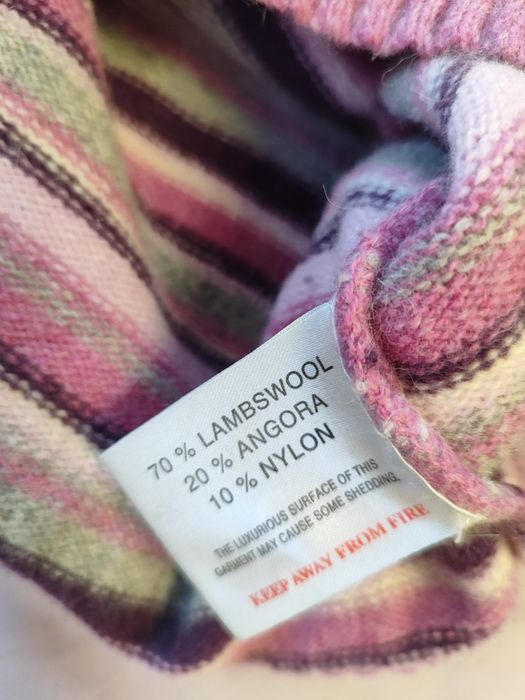 70 % LAMBSWOOL
20 % ANGORA
10 % NYLON
THE LUXURIOUS SURFACE OF THIS
GARMENT MAY CAUSE SOME SHEDDING.
KEEP AWAY FROM FIRE